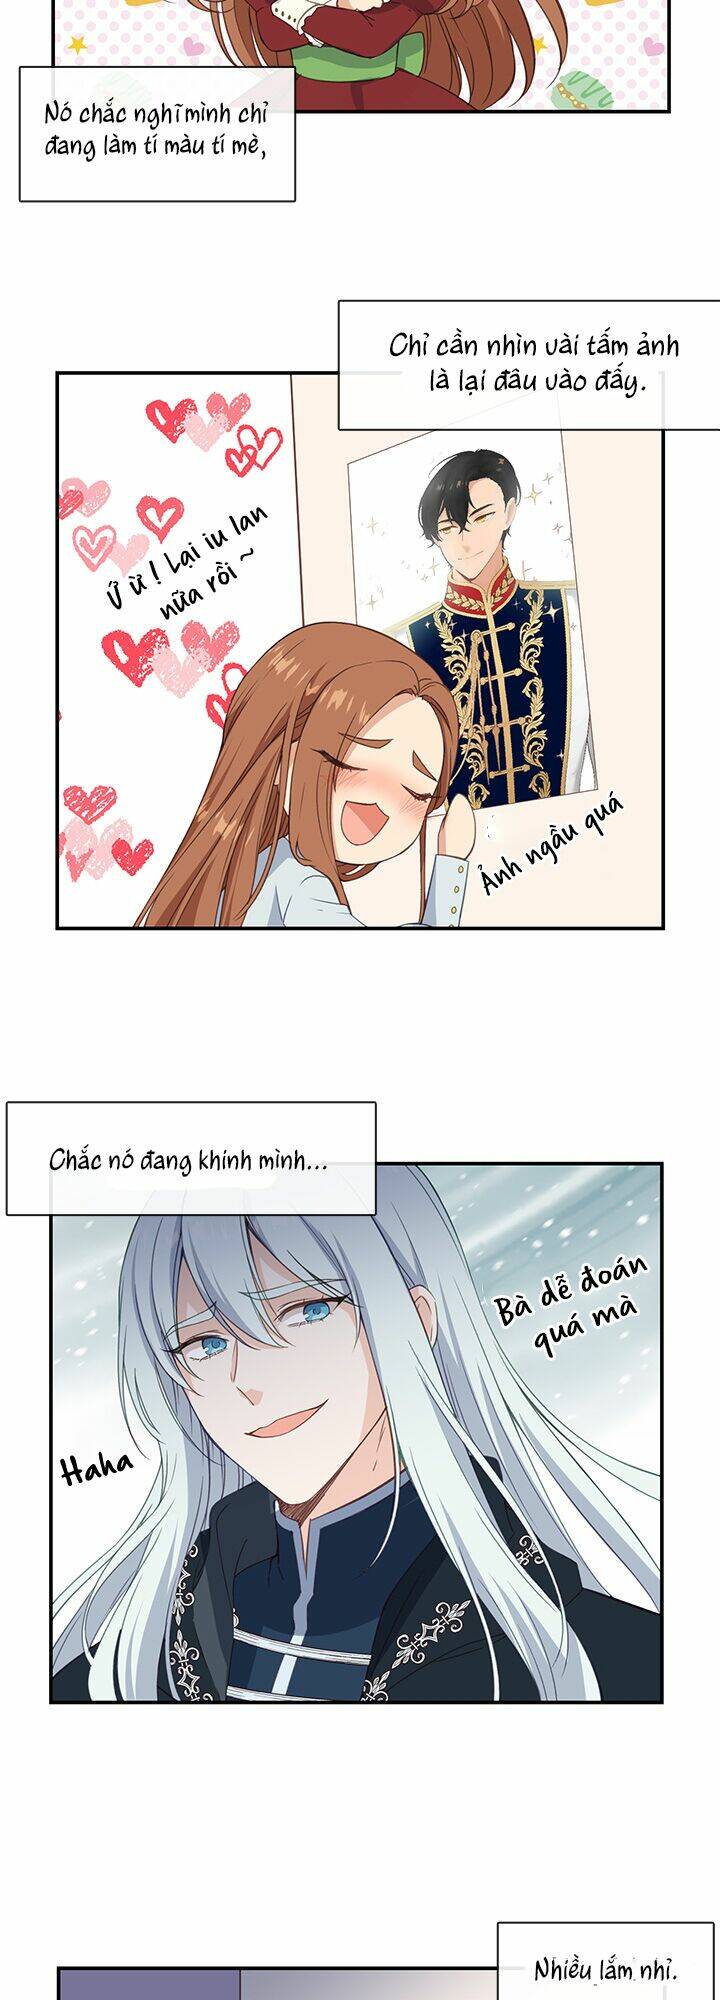 Nó chắc nghĩ mình chỉ
đang làm tí màu tí mè,
Chỉ cần nhìn vài tấm ảnh
là lại đâu vào đấy.
Ứ ừ! Lại iu lan
nữa rồi ~
Ảnh ngầu quá
Chắc nó đang khinh mình...
Bà dễ đoán
quá mà
Haha
Nhiều lắm nhỉ.